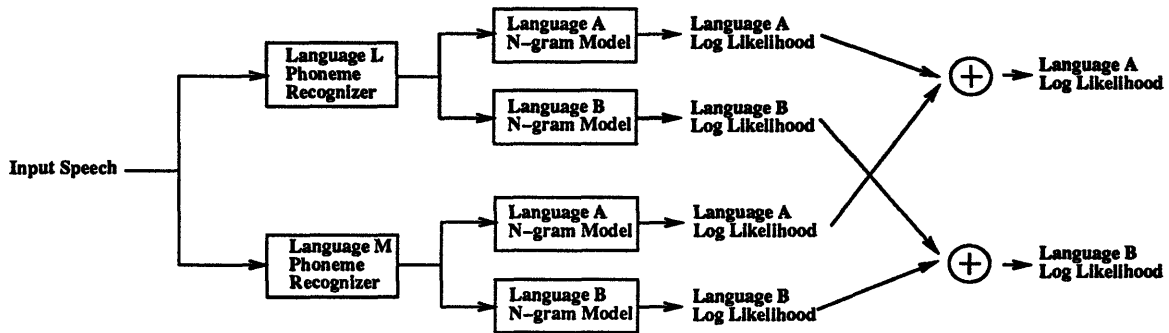 Input Speech
Language L
Phoneme
Recognizer
Language M
Phoneme
Recognizer
Language A
N-gram Model
Language B
N-gram Model
Language A
N-gram Model
Language B
N-gram Model
Language A
Log Likelihood
Language B
Log Likelihood
Language A
Log Likelihood
Language B
Log Likelihood
+
+
Language A
Log Likelihood
Language B
Log Likelihood